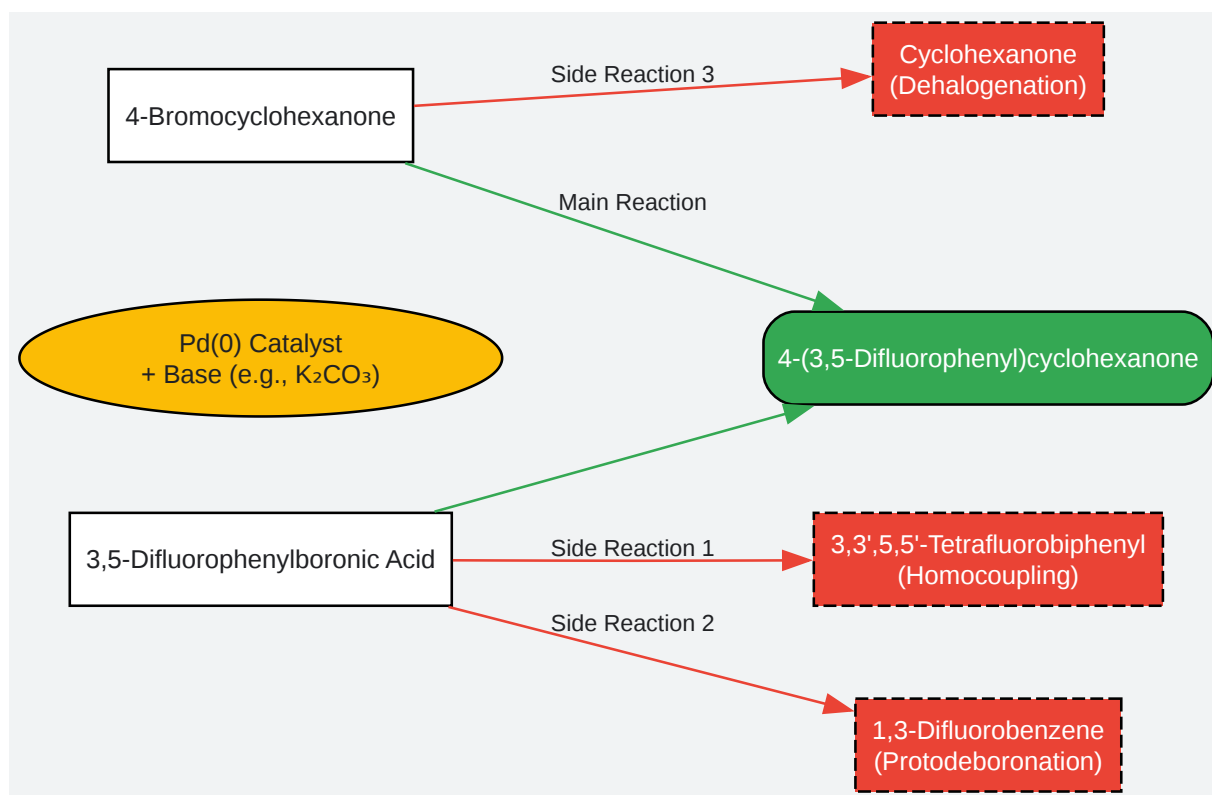 Cyclohexanone
(Dehalogenation)
Side Reaction 3
4-Bromocyclohexanone
Main Reaction
Pd(0) Catalyst
+ Base (e.g., K₂CO₃)
4-(3,5-Difluorophenyl)cyclohexanone
3,5-Difluorophenylboronic Acid
Side Reaction 1
3,3',5,5'-Tetrafluorobiphenyl
(Homocoupling)
Side Reaction 2
1,3-Difluorobenzene
(Protodeboronation)